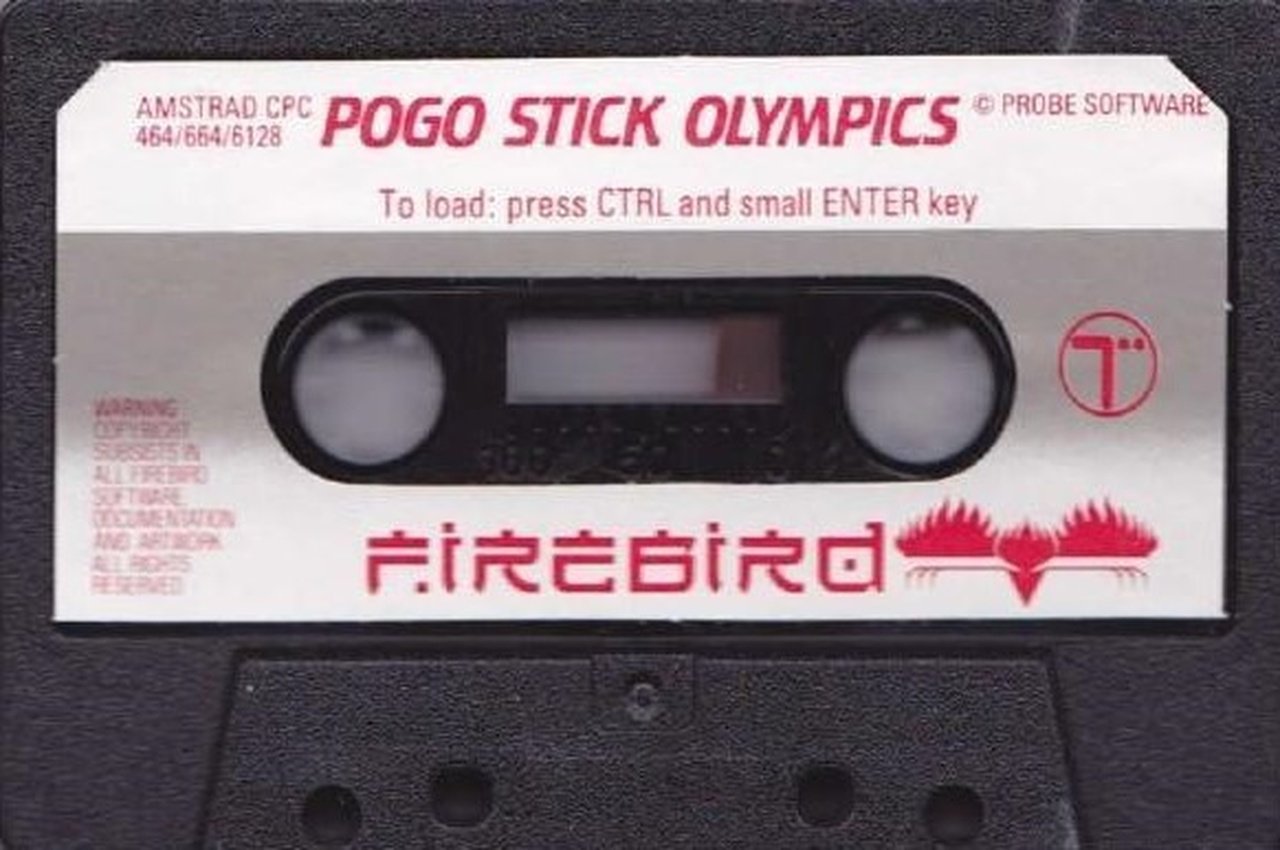 AMSTRAD CPC
464/664/6128
POGO STICK OLYMPICS
© PROBE SOFTWARE
To load: press CTRL and small ENTER key
WARNING
COPYRIGHT
SUBSISTS IN
ALL FIREBIRD
SOFTWARE
DOCUMENTATION
AND ARTWORK
ALL RIGHTS
RESERVED
FIREBIRD